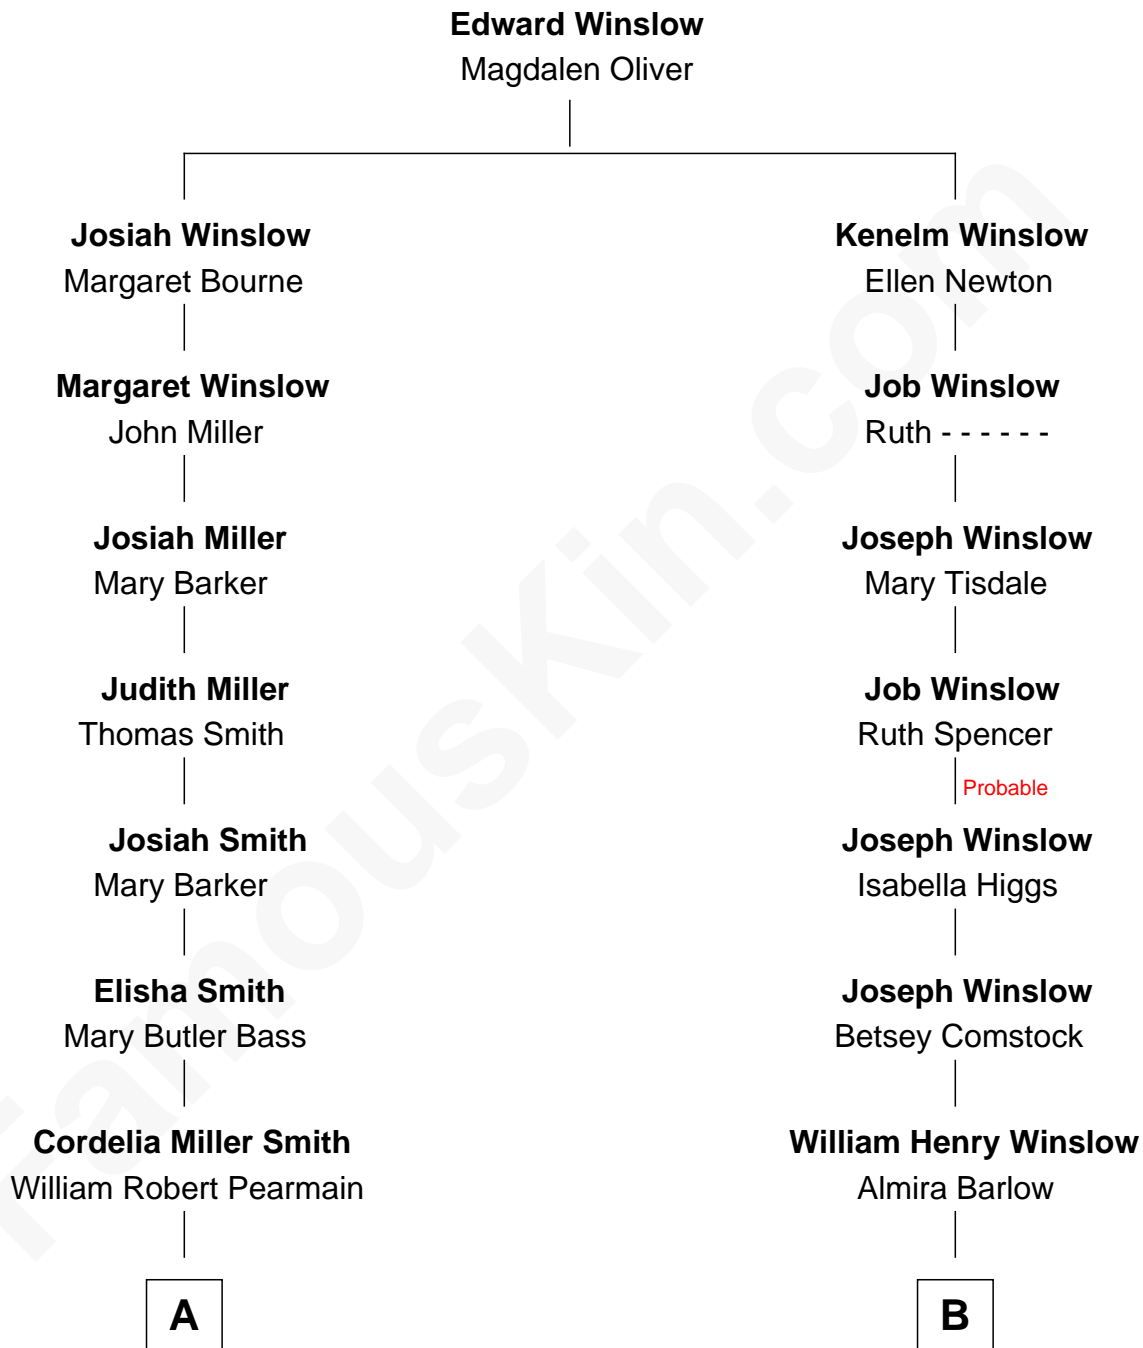 Edward Winslow
Magdalen Oliver
Josiah Winslow
Margaret Bourne
Kenelm Winslow
Ellen Newton
Margaret Winslow
John Miller
Job Winslow
Ruth - - - - - -
Josiah Miller
Mary Barker
Joseph Winslow
Mary Tisdale
Judith Miller
Thomas Smith
Job Winslow
Ruth Spencer
Probable
Josiah Smith
Mary Barker
Joseph Winslow
Isabella Higgs
Elisha Smith
Mary Butler Bass
Joseph Winslow
Betsey Comstock
Cordelia Miller Smith
William Robert Pearmain
William Henry Winslow
Almira Barlow
A
B
FamousKin.com